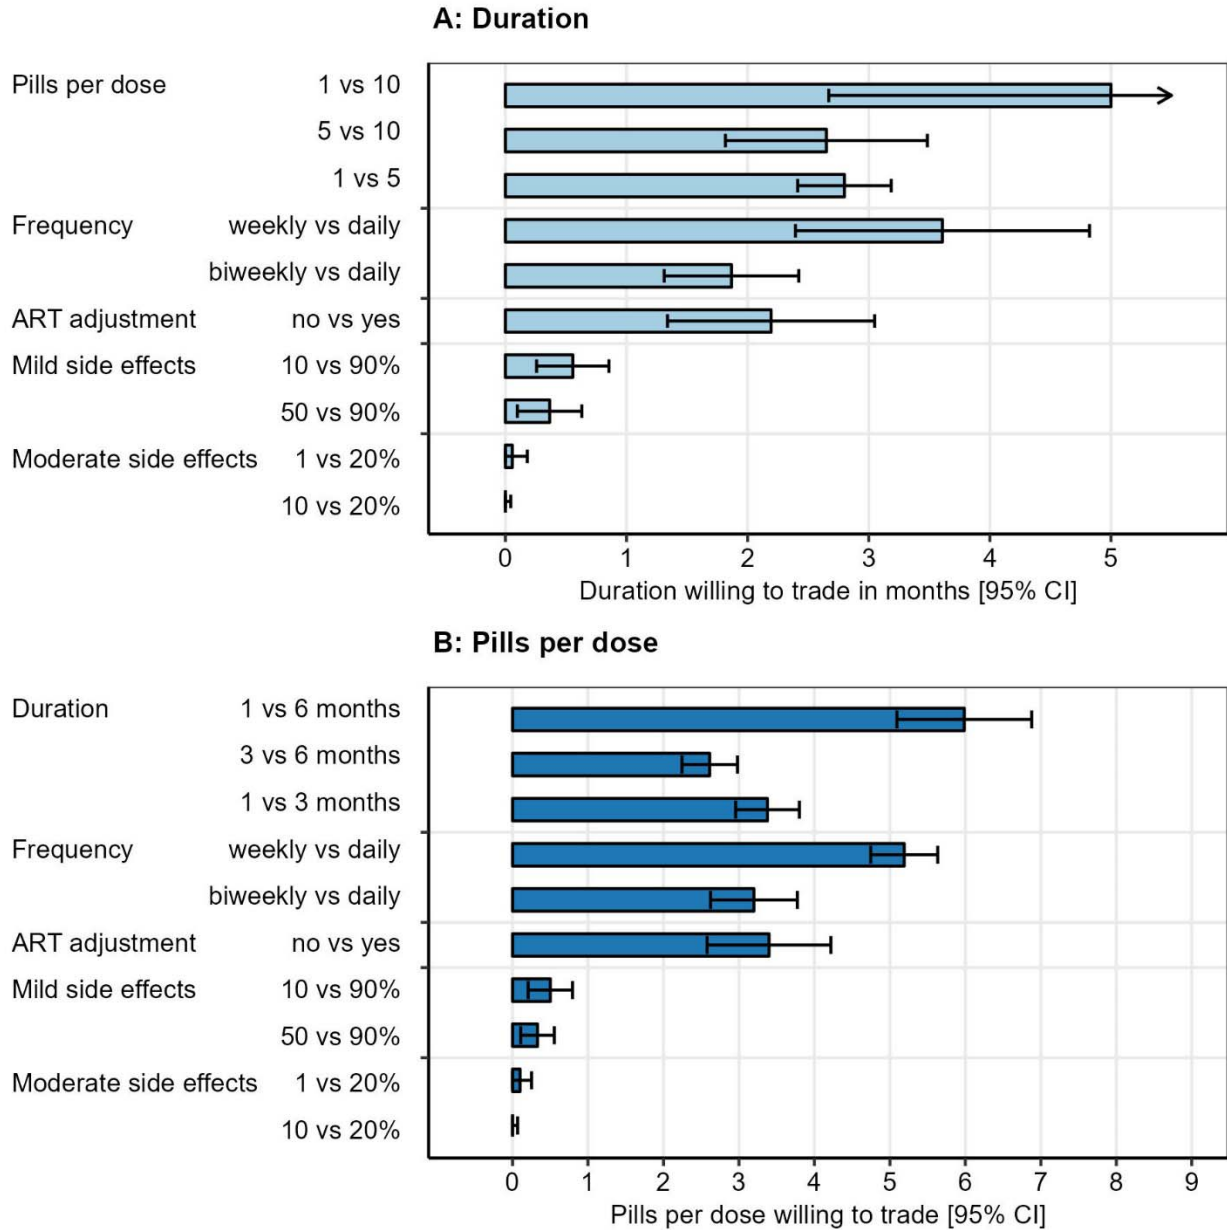 A: Duration
Pills per dose 1 vs 10
5 vs 10
1 vs 5
Frequency weekly vs daily
biweekly vs daily
ART adjustment no vs yes
Mild side effects 10 vs 90%
50 vs 90%
Moderate side effects 1 vs 20%
10 vs 20%
0 1 2 3 4 5
Duration willing to trade in months [95% CI]
B: Pills per dose
Duration 1 vs 6 months
3 vs 6 months
1 vs 3 months
Frequency weekly vs daily
biweekly vs daily
ART adjustment no vs yes
Mild side effects 10 vs 90%
50 vs 90%
Moderate side effects 1 vs 20%
10 vs 20%
0 1 2 3 4 5 6 7 8 9
Pills per dose willing to trade [95% CI]